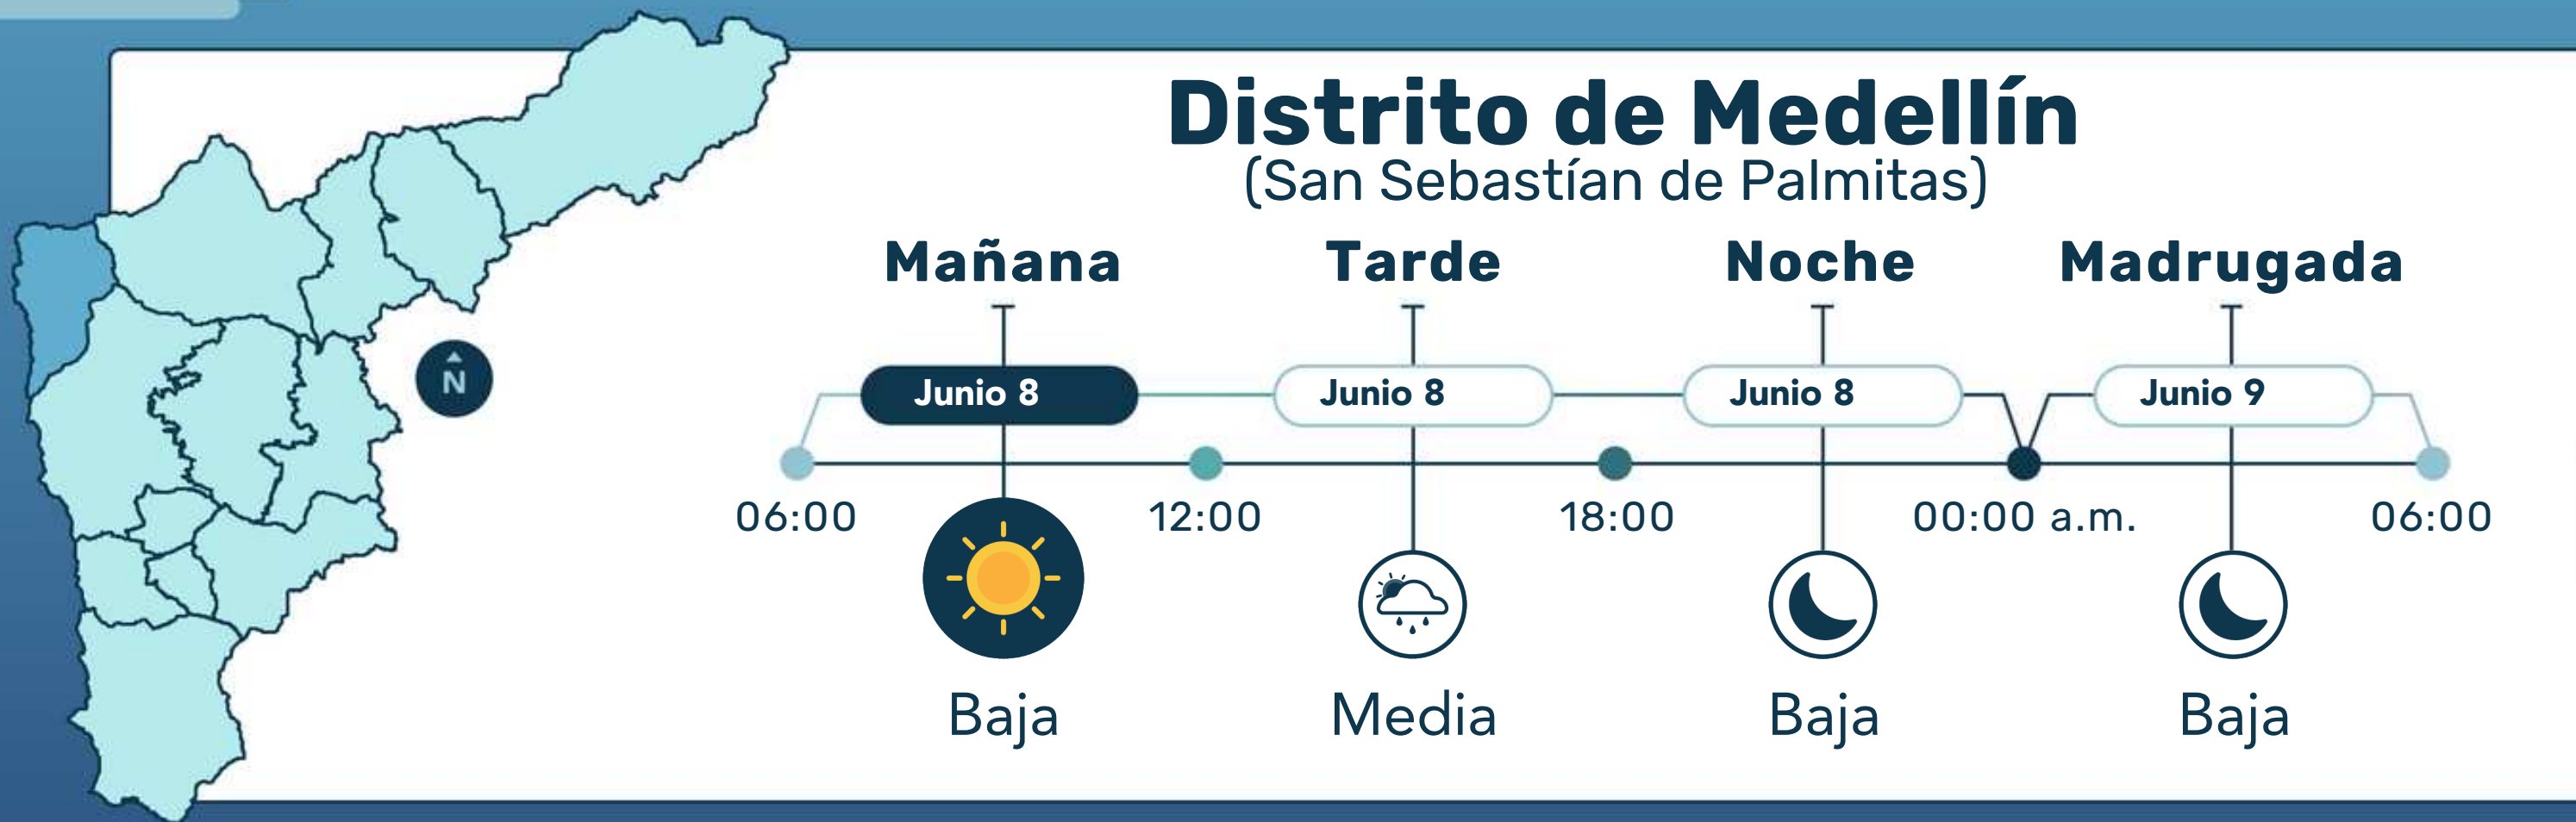 Distrito de Medellín
(San Sebastían de Palmitas)
Mañana Tarde Noche Madrugada
Junio 8 Junio 8 Junio 8 Junio 9
N
06:00 12:00 18:00 00:00 a.m. 06:00
Baja Media Baja Baja